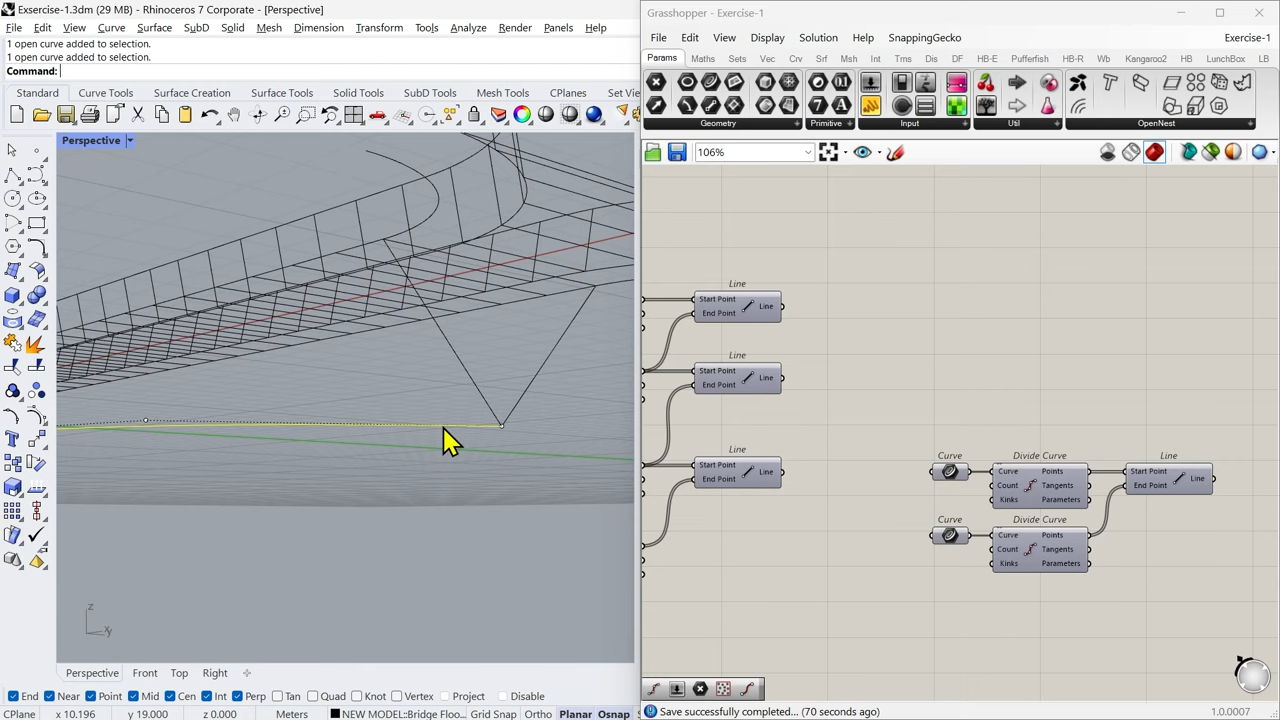 Exsercise-1.3dm (29 MB) - Rhinoceros 7 Corporate - [Perspective]
File Edit View Curve Surface SubD Solid Mesh Dimension Transform Tools Analyze Render Panels Help
1 open curve added to selection.
1 open curve added to selection.
Command:
Standard Curve Tools Surface Creation Surface Tools Solid Tools SubD Tools Mesh Tools CPlanes Set Vie
Perspective
z
x y
Perspective Front Top Right
End Near Point Mid Cen Int Perp Tan Quad Knot Vertex Project Disable
CPlane x 10.196 y 19.000 z 0.000 Meters NEW MODEL::Bridge Floo... Grid Snap Ortho Planar Osnap
Grasshopper - Exercise-1
File Edit View Display Solution Help SnappingGecko Exercise-1
Params Maths Sets Vec Crv Srf Msh Int Trns Dis DF HB-E Pufferfish HB-R Kangaroo2 HB LunchBox LB
Geometry Primitive Input Util OpenNest
106%
Line
Start Point
End Point
Line
Line
Start Point
End Point
Line
Line
Start Point
End Point
Line
Curve Divide Curve Line
Curve Points Start Point
Count Tangents End Point Line
Kinks Parameters
Curve Divide Curve
Curve Points
Count Tangents
Kinks Parameters
Save successfully completed... (70 seconds ago) 1.0.0007